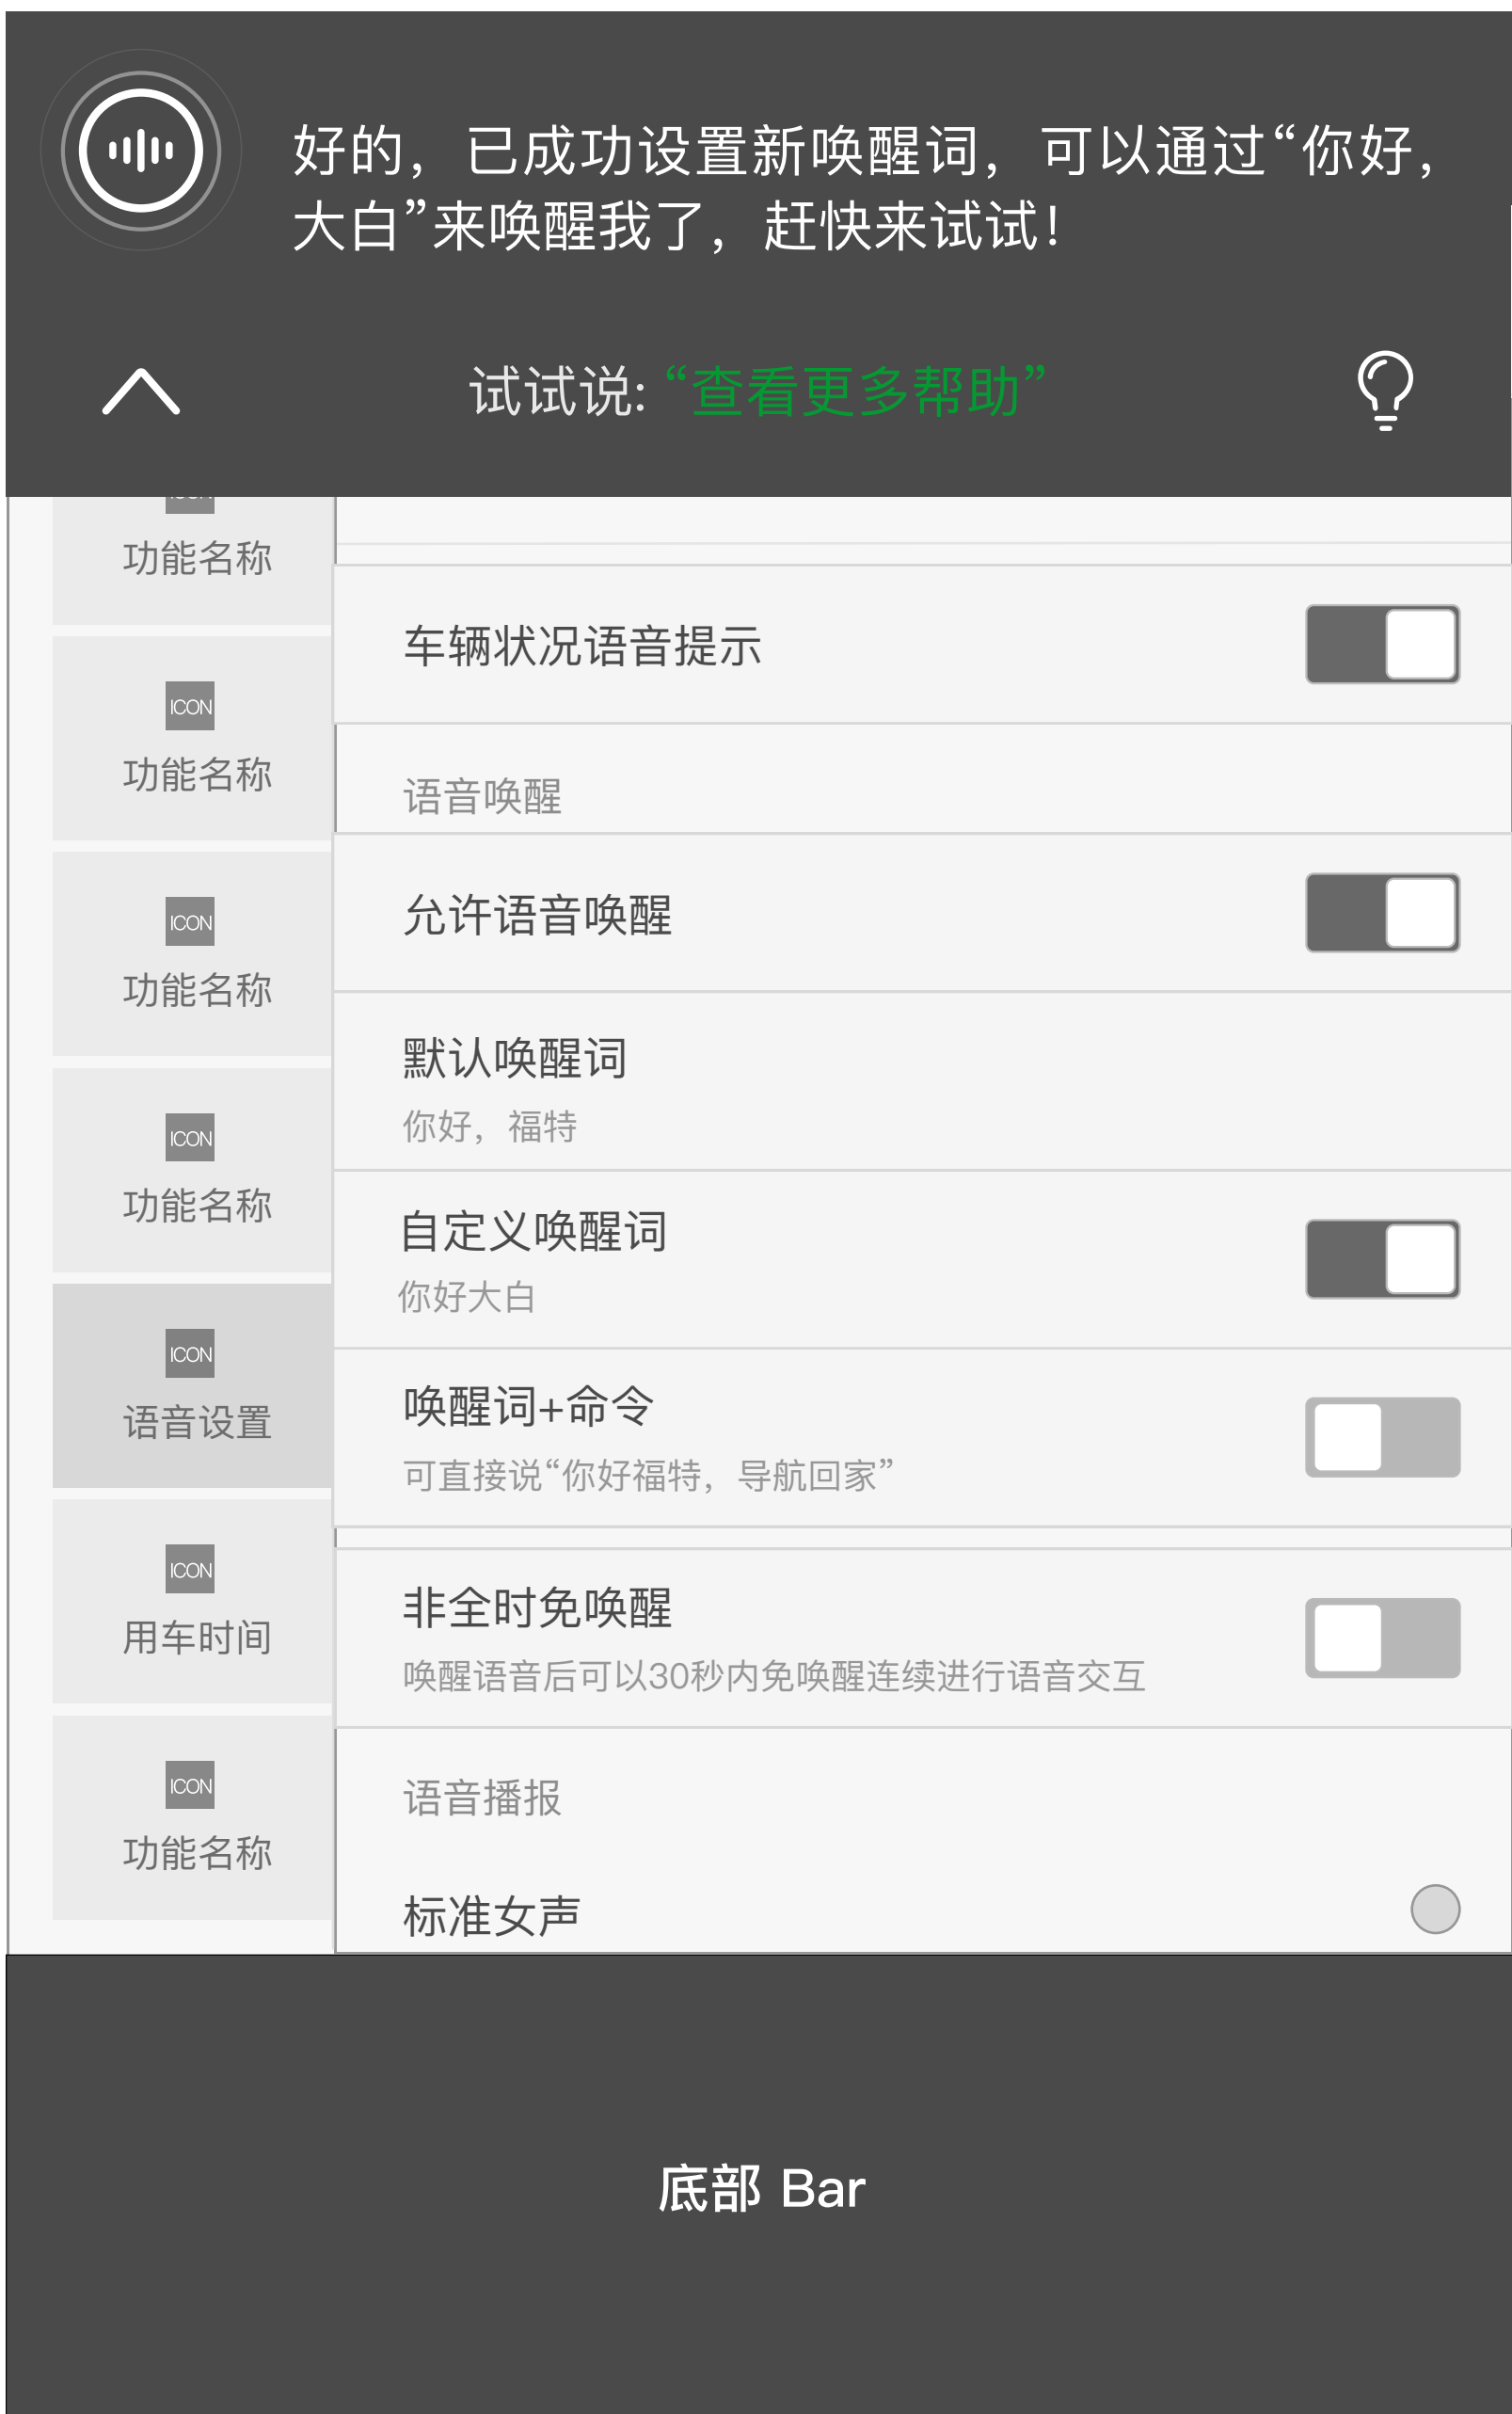 好的，已成功设置新唤醒词，可以通过“你好，
大白”来唤醒我了，赶快来试试！
试试说: “查看更多帮助”
功能名称
ICON
功能名称
ICON
功能名称
ICON
功能名称
ICON
语音设置
ICON
用车时间
ICON
功能名称
车辆状况语音提示
语音唤醒
允许语音唤醒
默认唤醒词
你好，福特
自定义唤醒词
你好大白
唤醒词+命令
可直接说“你好福特，导航回家”
非全时免唤醒
唤醒语音后可以30秒内免唤醒连续进行语音交互
语音播报
标准女声
底部 Bar